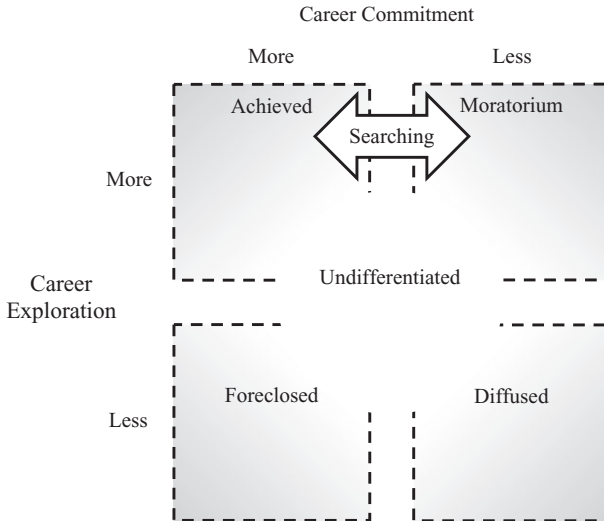 Career Commitment
More Less
Achieved Moratorium
Searching
More
Undifferentiated
Career
Exploration
Foreclosed Diffused
Less